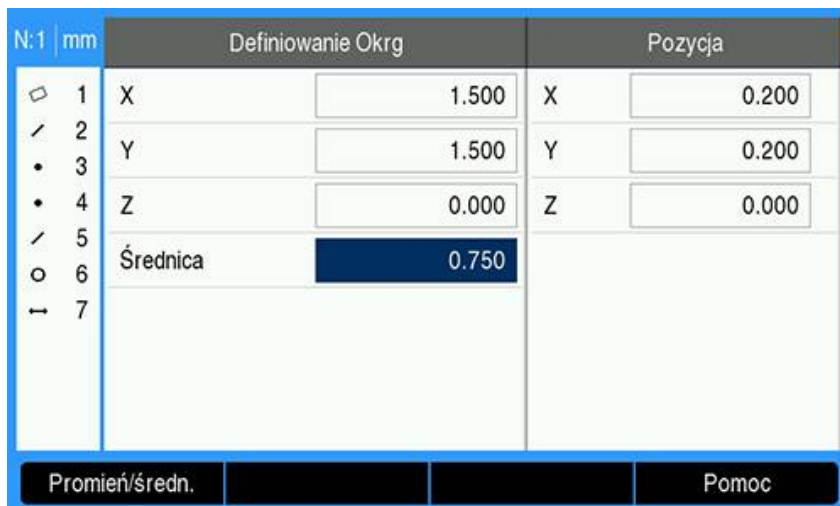 N:1 mm Definiowanie Okrg Pozycja
1 X 1.500 X 0.200
2
3 Y 1.500 Y 0.200
4 Z 0.000 Z 0.000
5
6 Średnica 0.750
7
Promień/średn. Pomoc